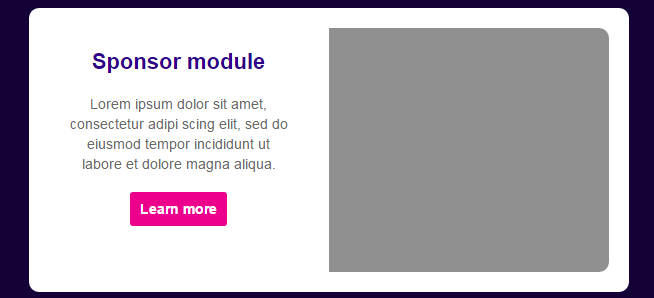 Sponsor module
Lorem ipsum dolor sit amet,
consectetur adipi scing elit, sed do
eiusmod tempor incididunt ut
labore et dolore magna aliqua.
Learn more